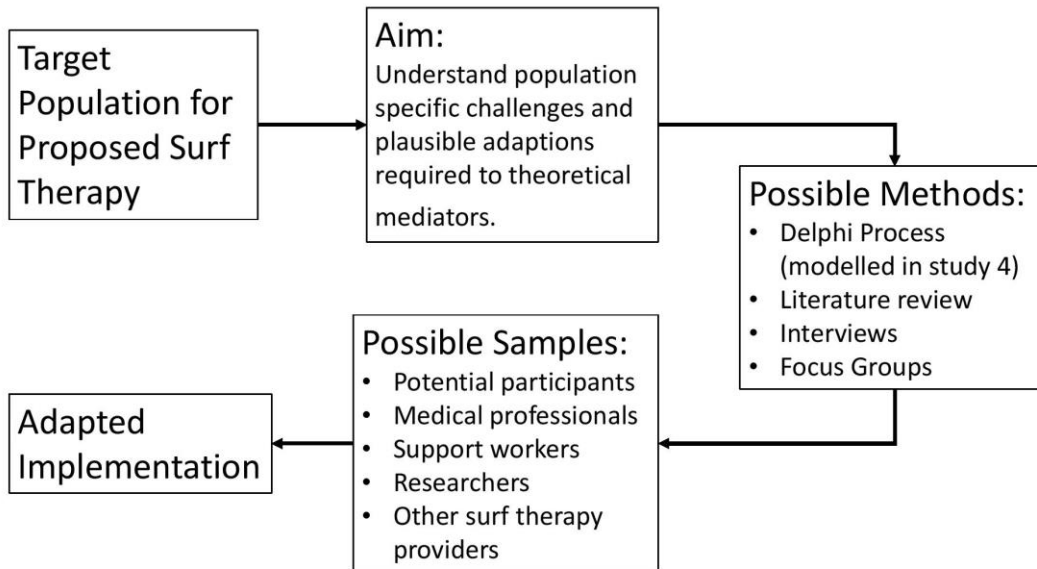 Target
Population for
Proposed Surf
Therapy
Aim:
Understand population
specific challenges and
plausible adaptions
required to theoretical
mediators.
Possible Methods:
• Delphi Process
(modelled in study 4)
• Literature review
• Interviews
• Focus Groups
Possible Samples:
• Potential participants
• Medical professionals
• Support workers
• Researchers
• Other surf therapy
providers
Adapted
Implementation